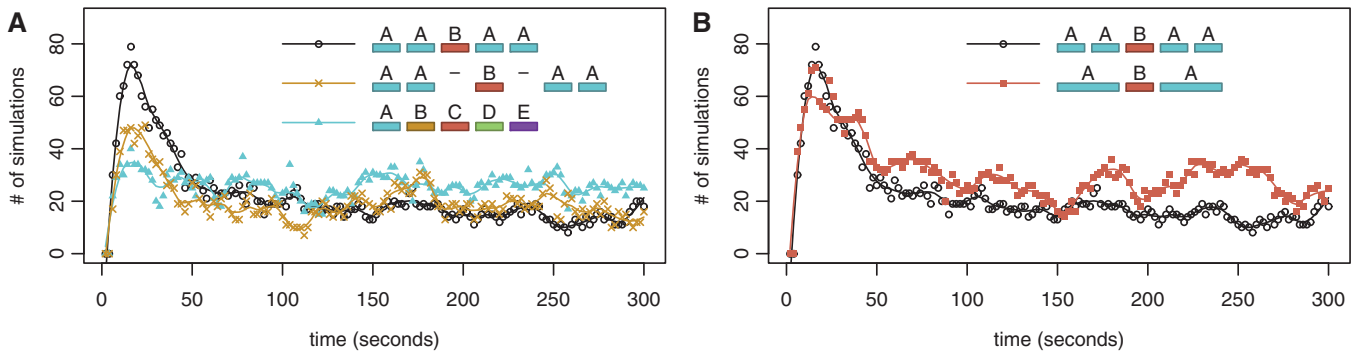 A
# of simulations
80
60
40
20
0
A A B A A
A A – B – A A
A B C D E
0 50 100 150 200 250 300
time (seconds)
B
# of simulations
80
60
40
20
0
A A B A A
A B A
0 50 100 150 200 250 300
time (seconds)